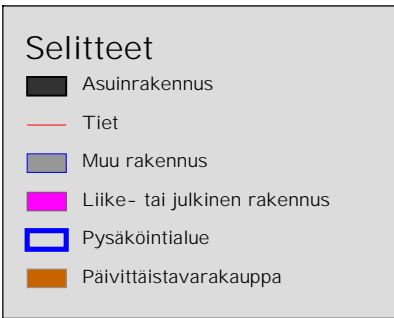 Selitteet
Asuinrakennus
Tiet
Muu rakennus
Liike- tai julkinen rakennus
Pysäköintialue
Päivittäistavarakauppa